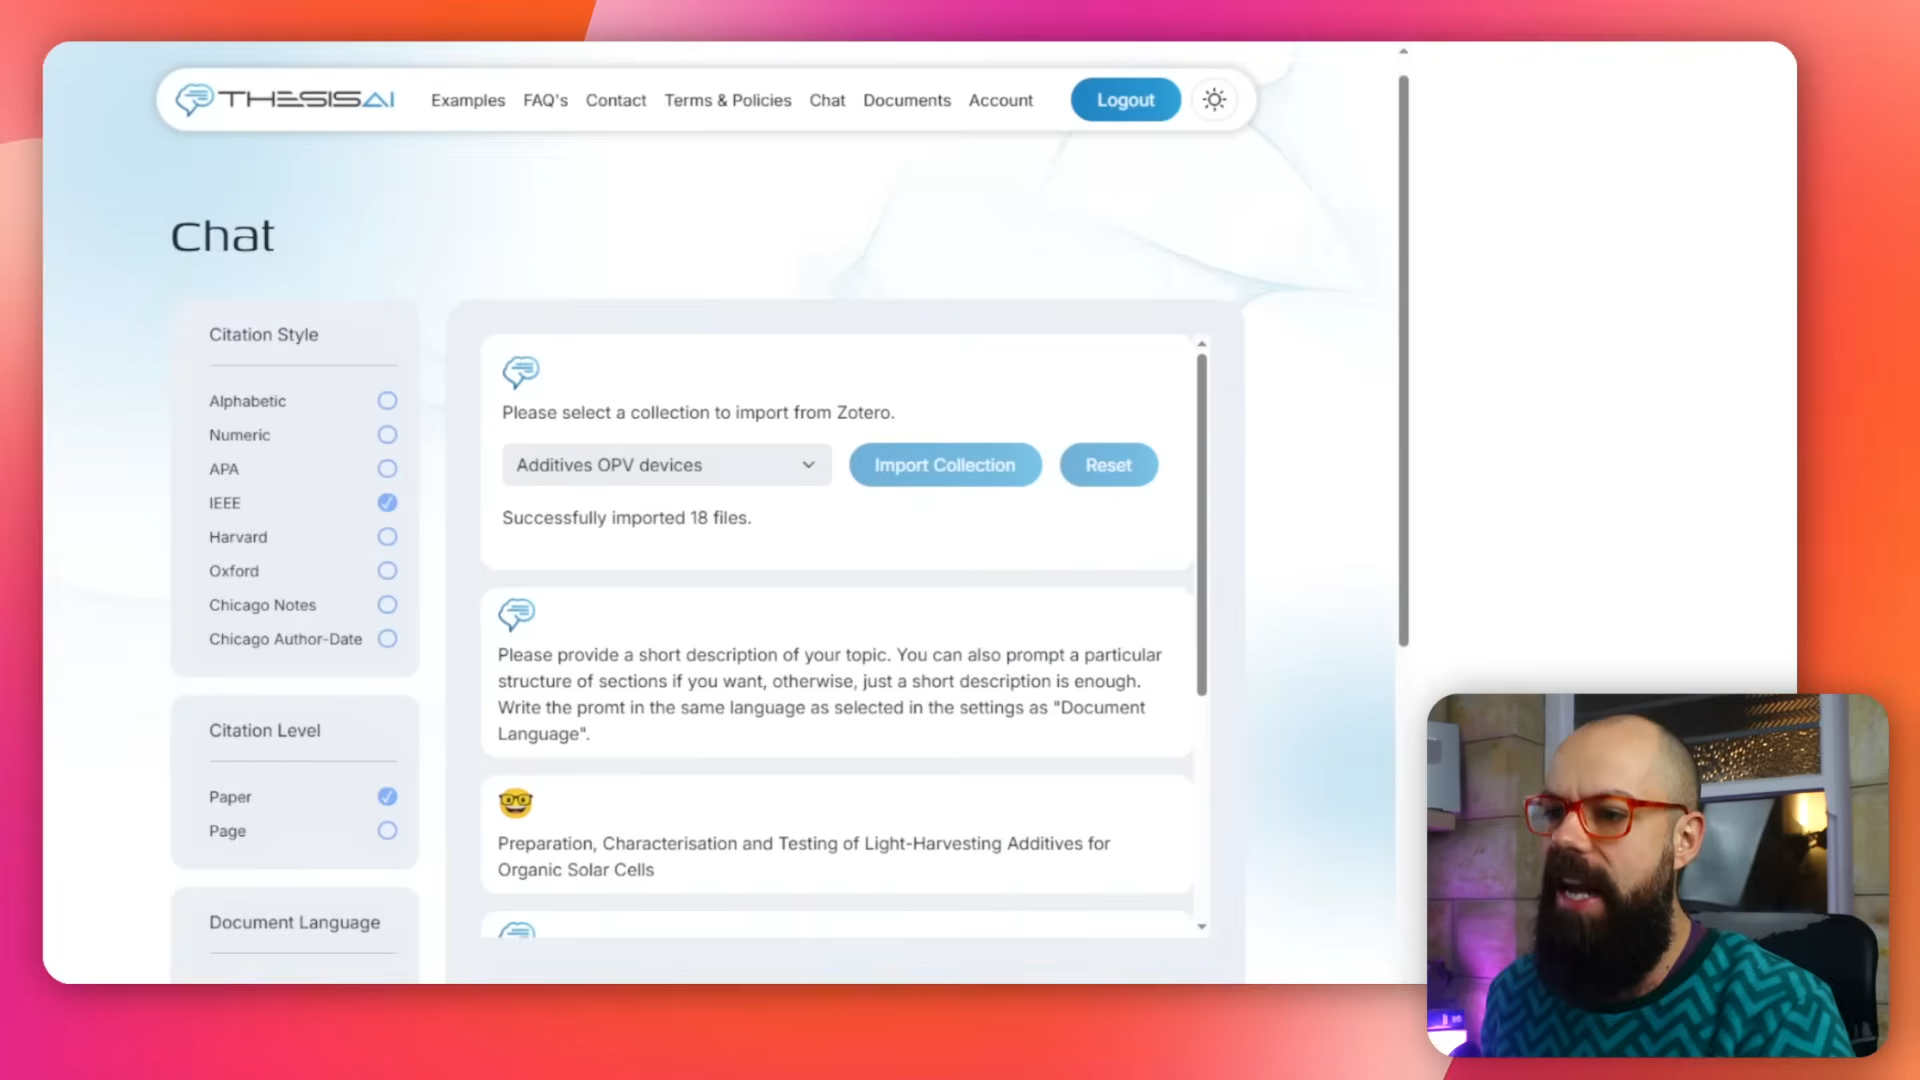 THESISAI
Examples FAQ's Contact Terms & Policies Chat Documents Account Logout
Chat
Citation Style
Alphabetic
Numeric
APA
IEEE
Harvard
Oxford
Chicago Notes
Chicago Author-Date
Citation Level
Paper
Page
Document Language
Please select a collection to import from Zotero.
Additives OPV devices Import Collection Reset
Successfully imported 18 files.
Please provide a short description of your topic. You can also prompt a particular
structure of sections if you want, otherwise, just a short description is enough.
Write the promt in the same language as selected in the settings as "Document
Language".
Preparation, Characterisation and Testing of Light-Harvesting Additives for
Organic Solar Cells